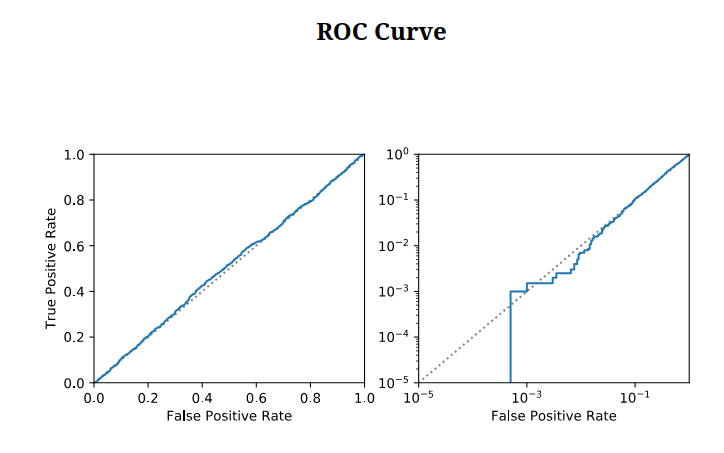 ROC Curve
True Positive Rate
1.0
0.8
0.6
0.4
0.2
0.0
0.0 0.2 0.4 0.6 0.8 1.0
False Positive Rate
10⁰
10⁻¹
10⁻²
10⁻³
10⁻⁴
10⁻⁵
10⁻⁵ 10⁻³ 10⁻¹
False Positive Rate